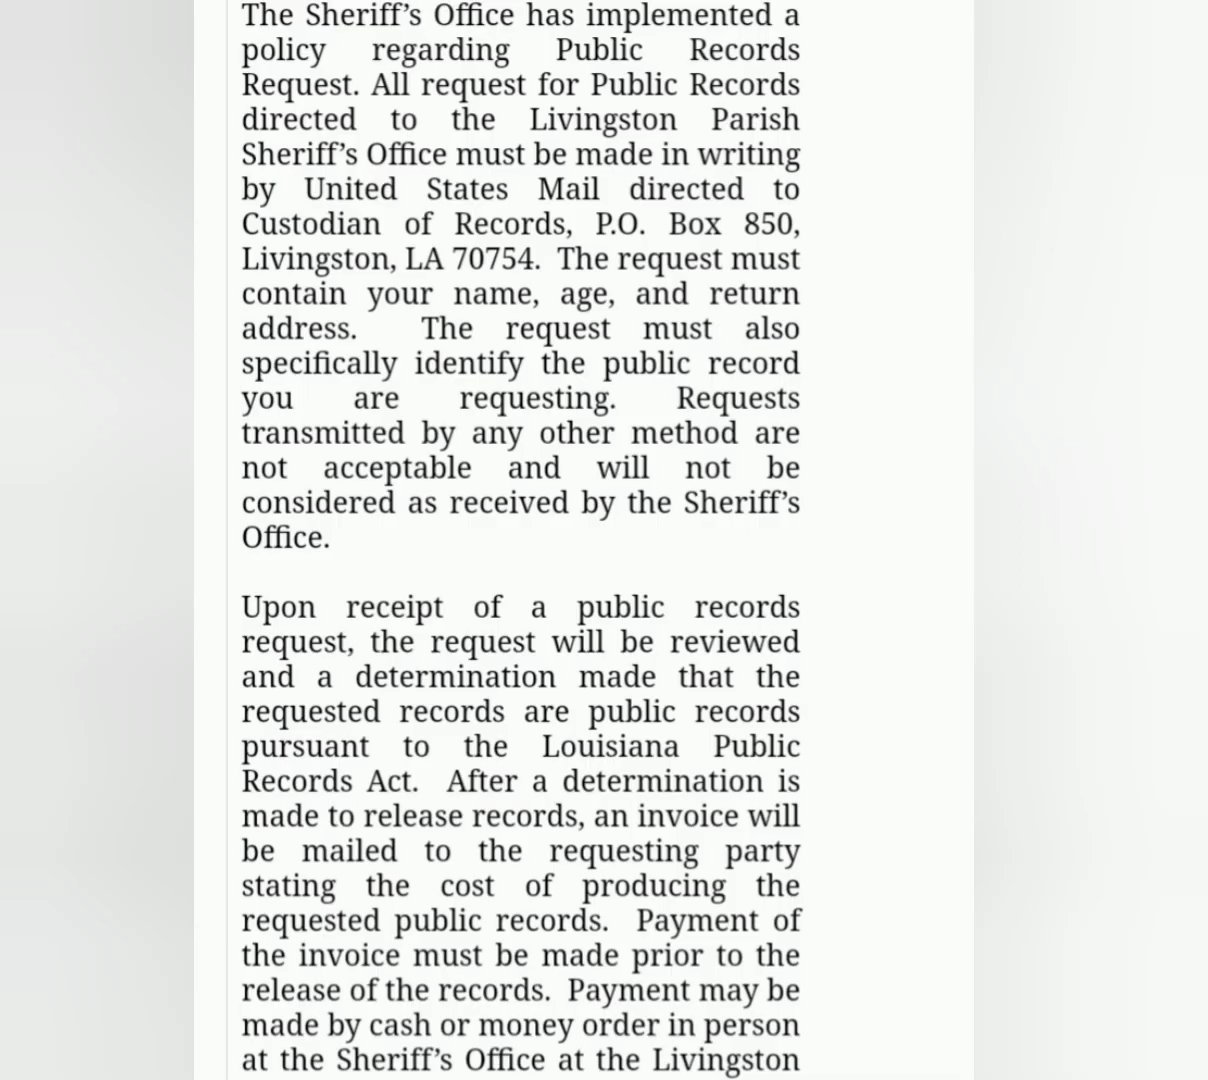 The Sheriff’s Office has implemented a
policy regarding Public Records
Request. All request for Public Records
directed to the Livingston Parish
Sheriff’s Office must be made in writing
by United States Mail directed to
Custodian of Records, P.O. Box 850,
Livingston, LA 70754.  The request must
contain your name, age, and return
address.  The request must also
specifically identify the public record
you are requesting.  Requests
transmitted by any other method are
not acceptable and will not be
considered as received by the Sheriff’s
Office.
Upon receipt of a public records
request, the request will be reviewed
and a determination made that the
requested records are public records
pursuant to the Louisiana Public
Records Act.  After a determination is
made to release records, an invoice will
be mailed to the requesting party
stating the cost of producing the
requested public records.  Payment of
the invoice must be made prior to the
release of the records.  Payment may be
made by cash or money order in person
at the Sheriff’s Office at the Livingston